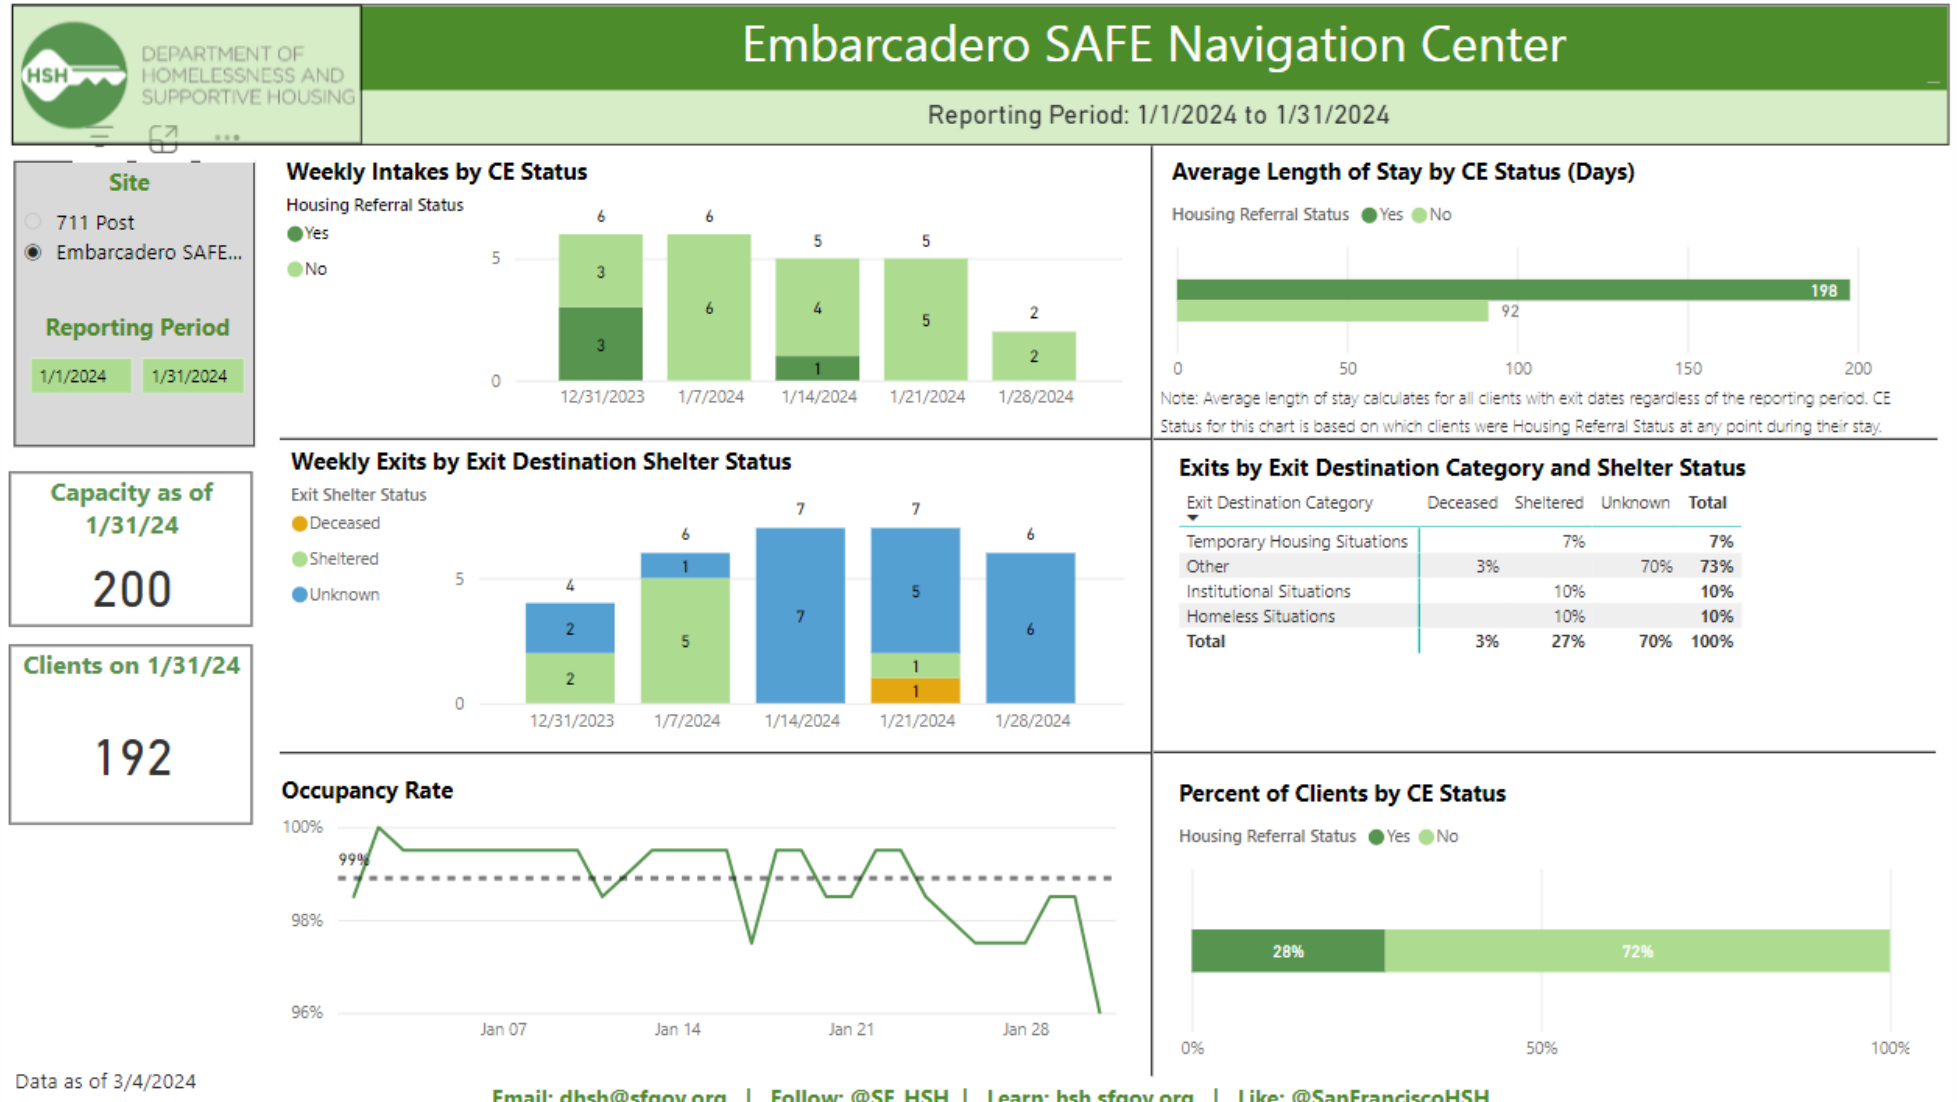 HSH
DEPARTMENT OF
HOMELESSNESS AND
SUPPORTIVE HOUSING
Embarcadero SAFE Navigation Center
Reporting Period: 1/1/2024 to 1/31/2024
Site
711 Post
Embarcadero SAFE...
Reporting Period
1/1/2024 1/31/2024
Capacity as of
1/31/24
200
Clients on 1/31/24
192
Weekly Intakes by CE Status
Housing Referral Status
Yes
No
6 6 5 5 2
5
0
3 3
6
4 1
5
2
12/31/2023 1/7/2024 1/14/2024 1/21/2024 1/28/2024
Average Length of Stay by CE Status (Days)
Housing Referral Status Yes No
198
92
0 50 100 150 200
Note: Average length of stay calculates for all clients with exit dates regardless of the reporting period. CE
Status for this chart is based on which clients were Housing Referral Status at any point during their stay.
Weekly Exits by Exit Destination Shelter Status
Exit Shelter Status
Deceased
Sheltered
Unknown
4 6 7 7 6
5
0
2 2
1 5
7
5 1 1
6
12/31/2023 1/7/2024 1/14/2024 1/21/2024 1/28/2024
Exits by Exit Destination Category and Shelter Status
Exit Destination Category Deceased Sheltered Unknown Total
Temporary Housing Situations 7% 7%
Other 3% 70% 73%
Institutional Situations 10% 10%
Homeless Situations 10% 10%
Total 3% 27% 70% 100%
Occupancy Rate
100%
99%
98%
96%
Jan 07 Jan 14 Jan 21 Jan 28
Percent of Clients by CE Status
Housing Referral Status Yes No
28% 72%
0% 50% 100%
Data as of 3/4/2024
Email: dhsh@sfgov.org | Follow: @SF_HSH | Learn: hsh.sfgov.org | Like: @SanFranciscoHSH